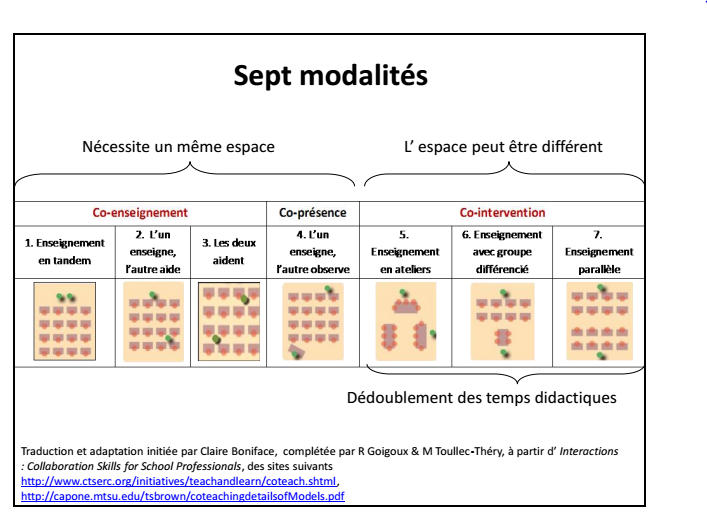 Sept modalités
Nécessite un même espace
L’ espace peut être différent
Co-enseignement
Co-présence
Co-intervention
1. Enseignement
en tandem
2. L’un
enseigne,
l’autre aide
3. Les deux
aident
4. L’un
enseigne,
l’autre observe
5.
Enseignement
en ateliers
6. Enseignement
avec groupe
différencié
7.
Enseignement
parallèle
Dédoublement des temps didactiques
Traduction et adaptation initiée par Claire Boniface, complétée par R Goigoux & M Toullec-Théry, à partir d’ Interactions
: Collaboration Skills for School Professionals, des sites suivants
http://www.ctserc.org/initiatives/teachandlearn/coteach.shtml,
http://capone.mtsu.edu/tsbrown/coteachingdetailsofModels.pdf